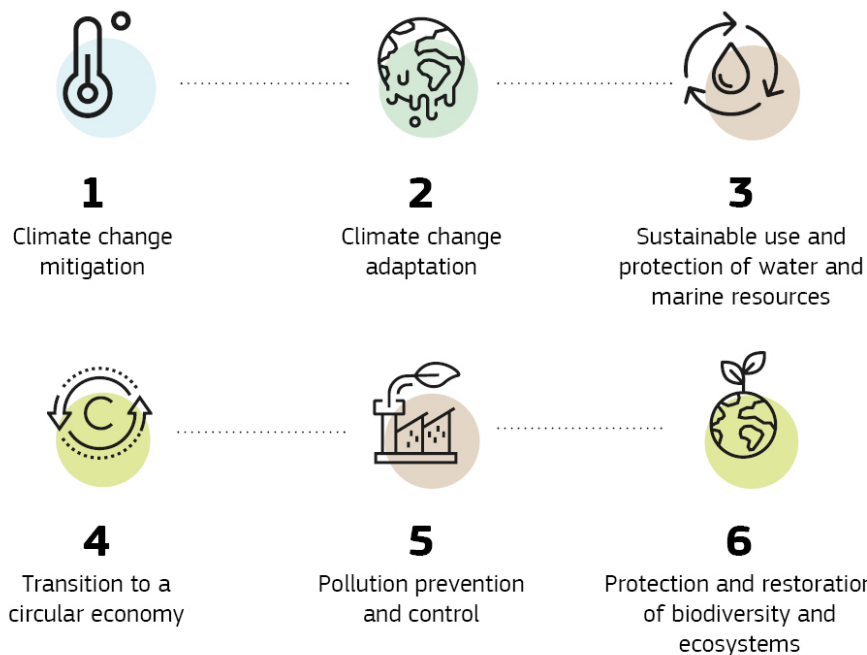 1
Climate change
mitigation
2
Climate change
adaptation
3
Sustainable use and
protection of water and
marine resources
C
4
Transition to a
circular economy
5
Pollution prevention
and control
6
Protection and restoration
of biodiversity and
ecosystems